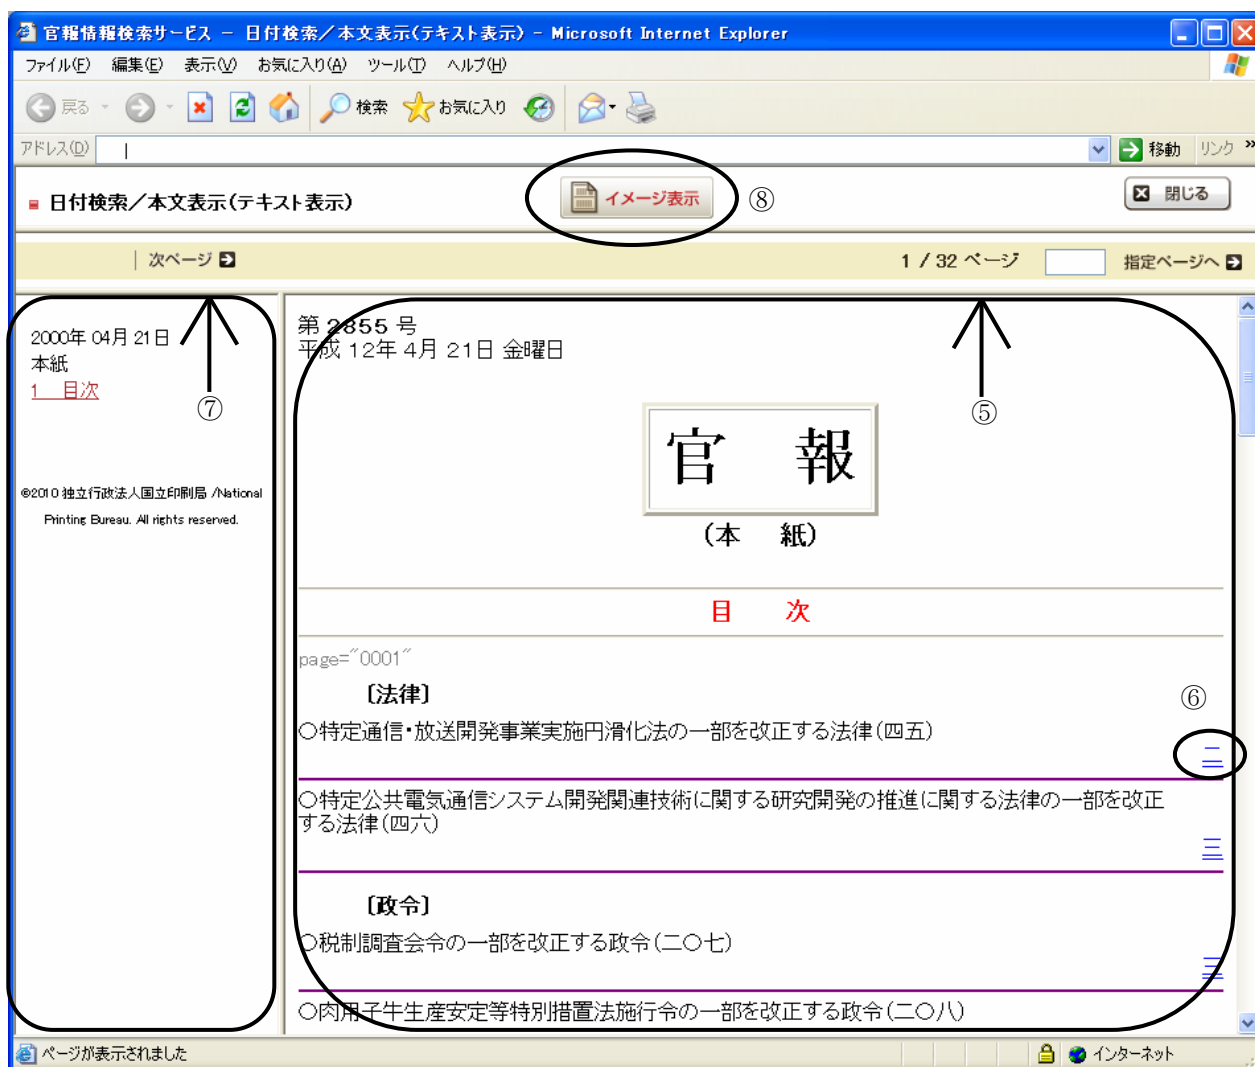 官報情報検索サービス － 日付検索／本文表示(テキスト表示) - Microsoft Internet Explorer
ファイル(F) 編集(E) 表示(V) お気に入り(A) ツール(T) ヘルプ(H)
戻る 検索 お気に入り
アドレス(D) 移動 リンク »
日付検索／本文表示(テキスト表示) イメージ表示 ⑧ 閉じる
次ページ 1 / 32 ページ 指定ページへ
2000年 04月 21日
本紙
1 目次
⑦
©2010 独立行政法人国立印刷局 /National
Printing Bureau. All rights reserved.
第 2855 号
平成 12年 4月 21日 金曜日
⑤
官 報
(本 紙)
目 次
page="0001"
〔法律〕
⑥
○特定通信・放送開発事業実施円滑化法の一部を改正する法律(四五)
二
○特定公共電気通信システム開発関連技術に関する研究開発の推進に関する法律の一部を改正
する法律(四六)
三
〔政令〕
○税制調査会令の一部を改正する政令(二〇七)
三
○肉用子牛生産安定等特別措置法施行令の一部を改正する政令(二〇八)
ページが表示されました インターネット